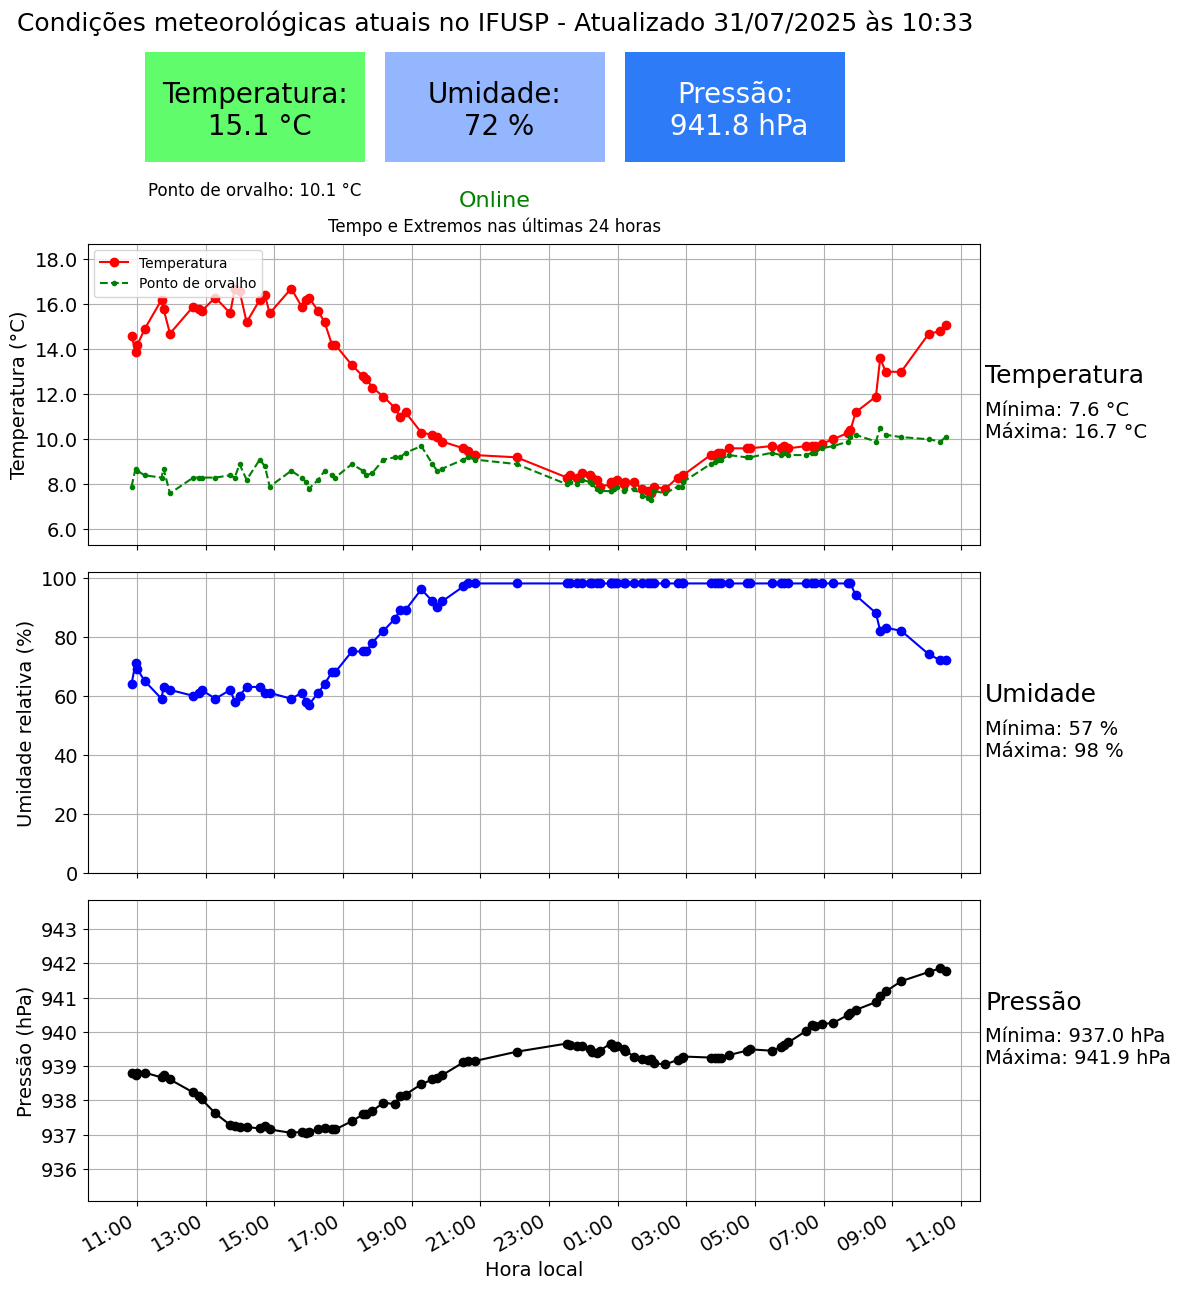 Condições meteorológicas atuais no IFUSP - Atualizado 31/07/2025 às 10:33
Temperatura:
15.1 °C
Umidade:
72 %
Pressão:
941.8 hPa
Ponto de orvalho: 10.1 °C
Online
Tempo e Extremos nas últimas 24 horas
Temperatura
Ponto de orvalho
Temperatura (°C)
18.0
16.0
14.0
12.0
10.0
8.0
6.0
Temperatura
Mínima: 7.6 °C
Máxima: 16.7 °C
Umidade relativa (%)
100
80
60
40
20
0
Umidade
Mínima: 57 %
Máxima: 98 %
Pressão (hPa)
943
942
941
940
939
938
937
936
Pressão
Mínima: 937.0 hPa
Máxima: 941.9 hPa
11:00
13:00
15:00
17:00
19:00
21:00
23:00
01:00
03:00
05:00
07:00
09:00
11:00
Hora local